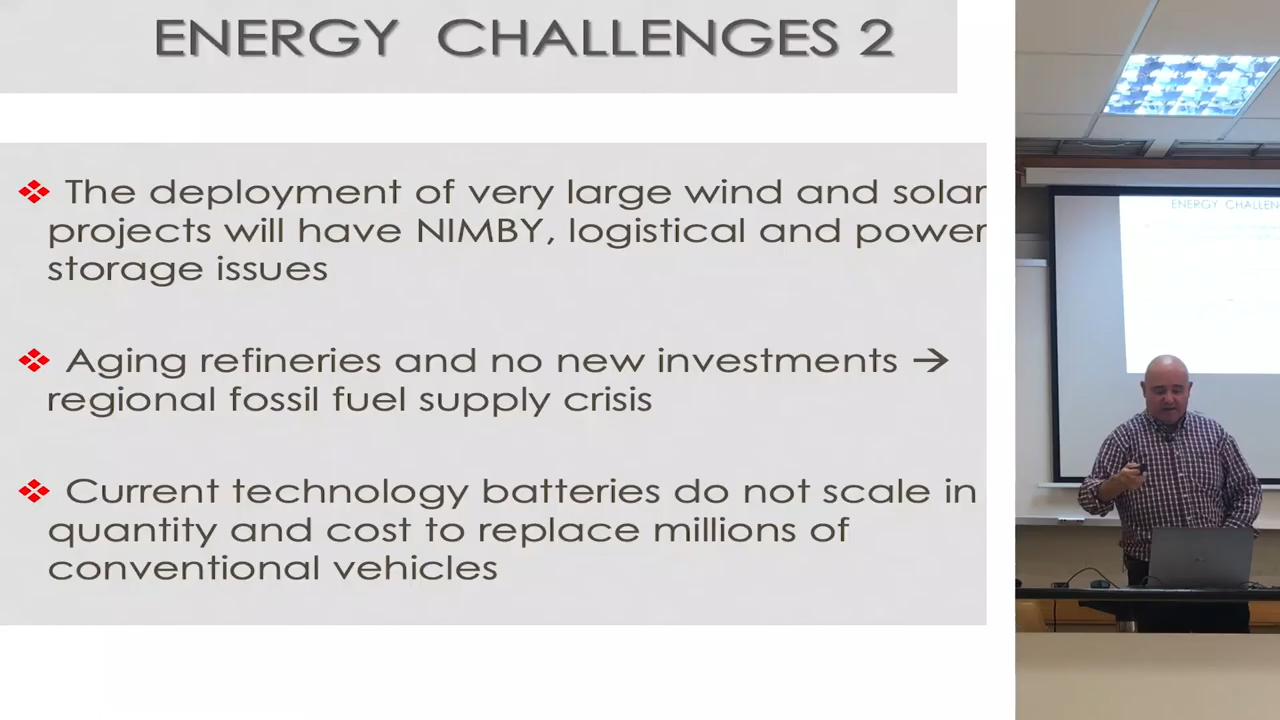 ENERGY CHALLENGES 2
The deployment of very large wind and solar
projects will have NIMBY, logistical and power
storage issues
Aging refineries and no new investments →
regional fossil fuel supply crisis
Current technology batteries do not scale in
quantity and cost to replace millions of
conventional vehicles
ENERGY CHALLEN